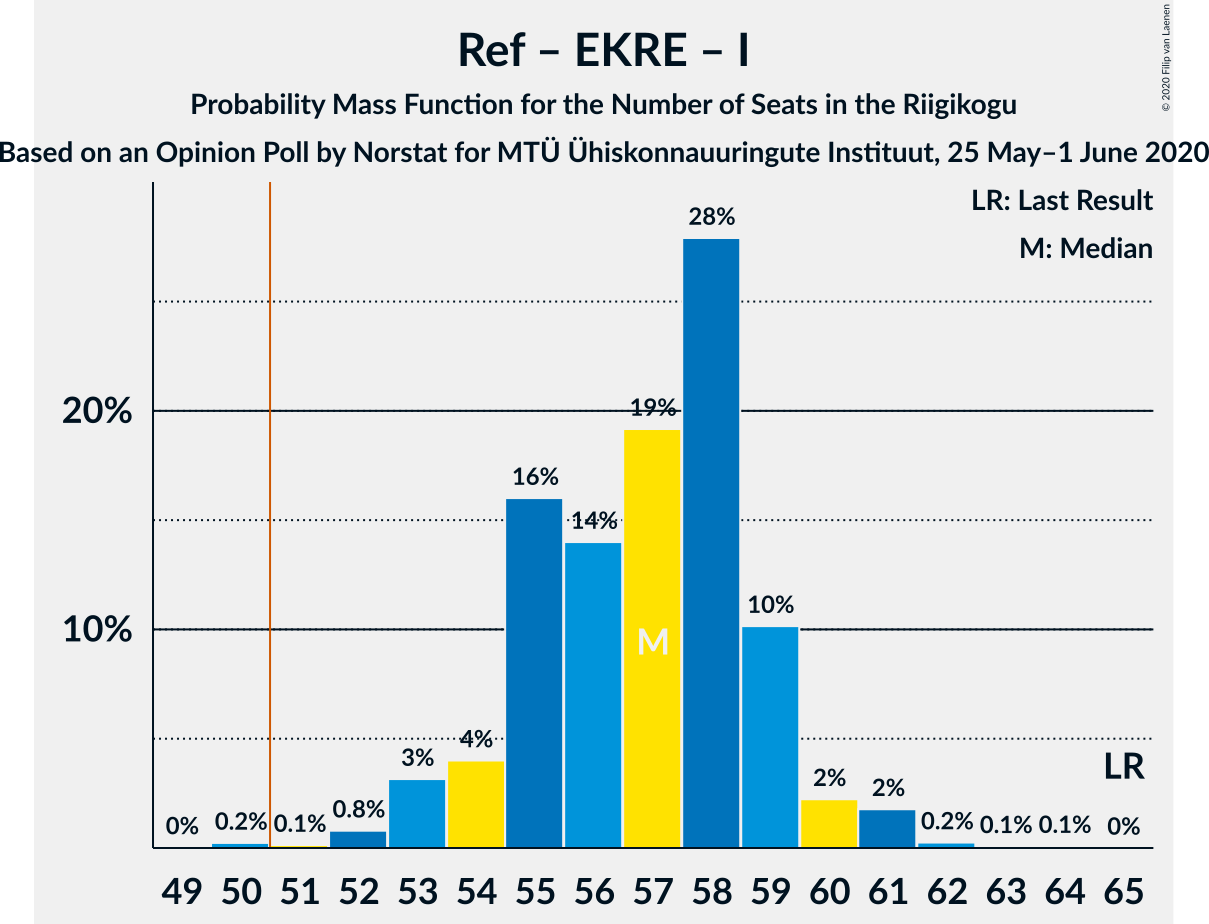 Ref – EKRE – I
Probability Mass Function for the Number of Seats in the Riigikogu
Based on an Opinion Poll by Norstat for MTÜ Ühiskonnauuringute Instituut, 25 May–1 June 2020
© 2020 Filip van Laenen
LR: Last Result
M: Median
20%
10%
0%
0.2%
0.1%
0.8%
3%
4%
16%
14%
19%
28%
10%
2%
2%
0.2%
0.1%
0.1%
0%
M
LR
49 50 51 52 53 54 55 56 57 58 59 60 61 62 63 64 65